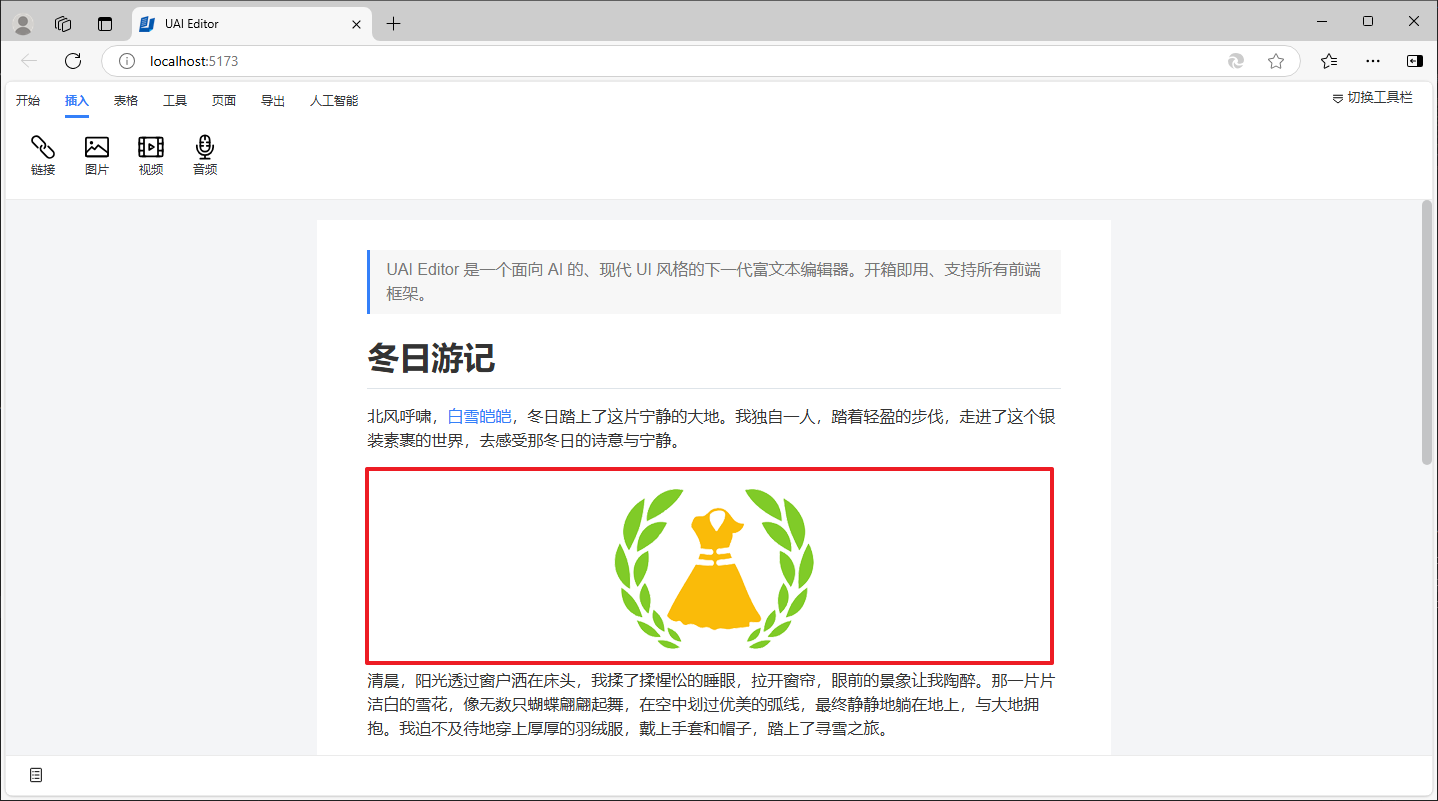 UAI Editor
localhost:5173
开始 插入 表格 工具 页面 导出 人工智能
切换工具栏
链接 图片 视频 音频
UAI Editor 是一个面向 AI 的、现代 UI 风格的下一代富文本编辑器。开箱即用、支持所有前端
框架。
冬日游记
北风呼啸，白雪皑皑，冬日踏上了这片宁静的大地。我独自一人，踏着轻盈的步伐，走进了这个银
装素裹的世界，去感受那冬日的诗意与宁静。
清晨，阳光透过窗户洒在床头，我揉了揉惺忪的睡眼，拉开窗帘，眼前的景象让我陶醉。那一片片
洁白的雪花，像无数只蝴蝶翩翩起舞，在空中划过优美的弧线，最终静静地躺在地上，与大地拥
抱。我迫不及待地穿上厚厚的羽绒服，戴上手套和帽子，踏上了寻雪之旅。